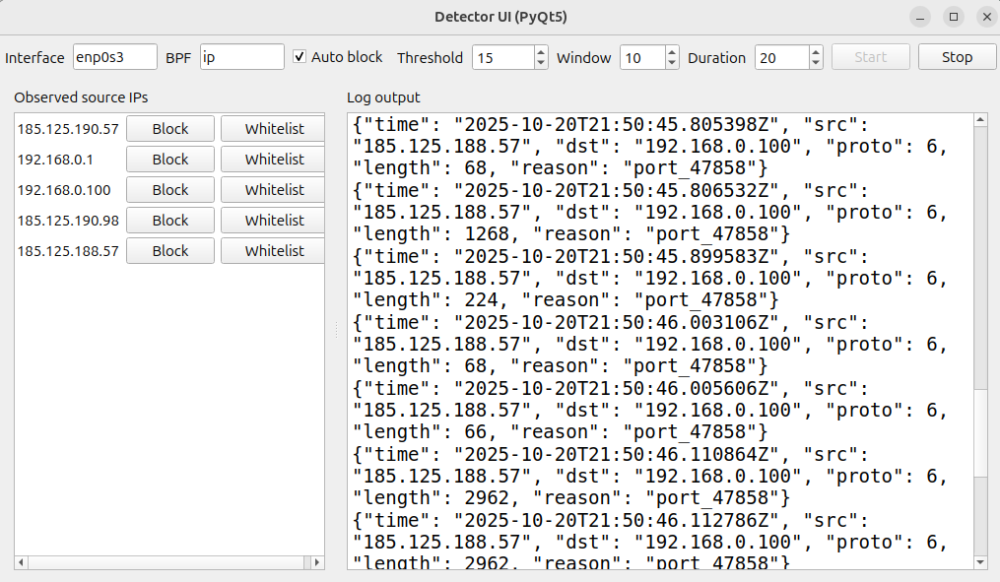 Detector UI (PyQt5)
Interface enp0s3 BPF ip Auto block Threshold 15 Window 10 Duration 20 Start Stop
Observed source IPs
185.125.190.57 Block Whitelist
192.168.0.1 Block Whitelist
192.168.0.100 Block Whitelist
185.125.190.98 Block Whitelist
185.125.188.57 Block Whitelist
Log output
{"time": "2025-10-20T21:50:45.805398Z", "src":
"185.125.188.57", "dst": "192.168.0.100", "proto": 6,
"length": 68, "reason": "port_47858"}
{"time": "2025-10-20T21:50:45.806532Z", "src":
"185.125.188.57", "dst": "192.168.0.100", "proto": 6,
"length": 1268, "reason": "port_47858"}
{"time": "2025-10-20T21:50:45.899583Z", "src":
"185.125.188.57", "dst": "192.168.0.100", "proto": 6,
"length": 224, "reason": "port_47858"}
{"time": "2025-10-20T21:50:46.003106Z", "src":
"185.125.188.57", "dst": "192.168.0.100", "proto": 6,
"length": 68, "reason": "port_47858"}
{"time": "2025-10-20T21:50:46.005606Z", "src":
"185.125.188.57", "dst": "192.168.0.100", "proto": 6,
"length": 66, "reason": "port_47858"}
{"time": "2025-10-20T21:50:46.110864Z", "src":
"185.125.188.57", "dst": "192.168.0.100", "proto": 6,
"length": 2962, "reason": "port_47858"}
{"time": "2025-10-20T21:50:46.112786Z", "src":
"185.125.188.57", "dst": "192.168.0.100", "proto": 6,
"length": 2962, "reason": "port_47858"}